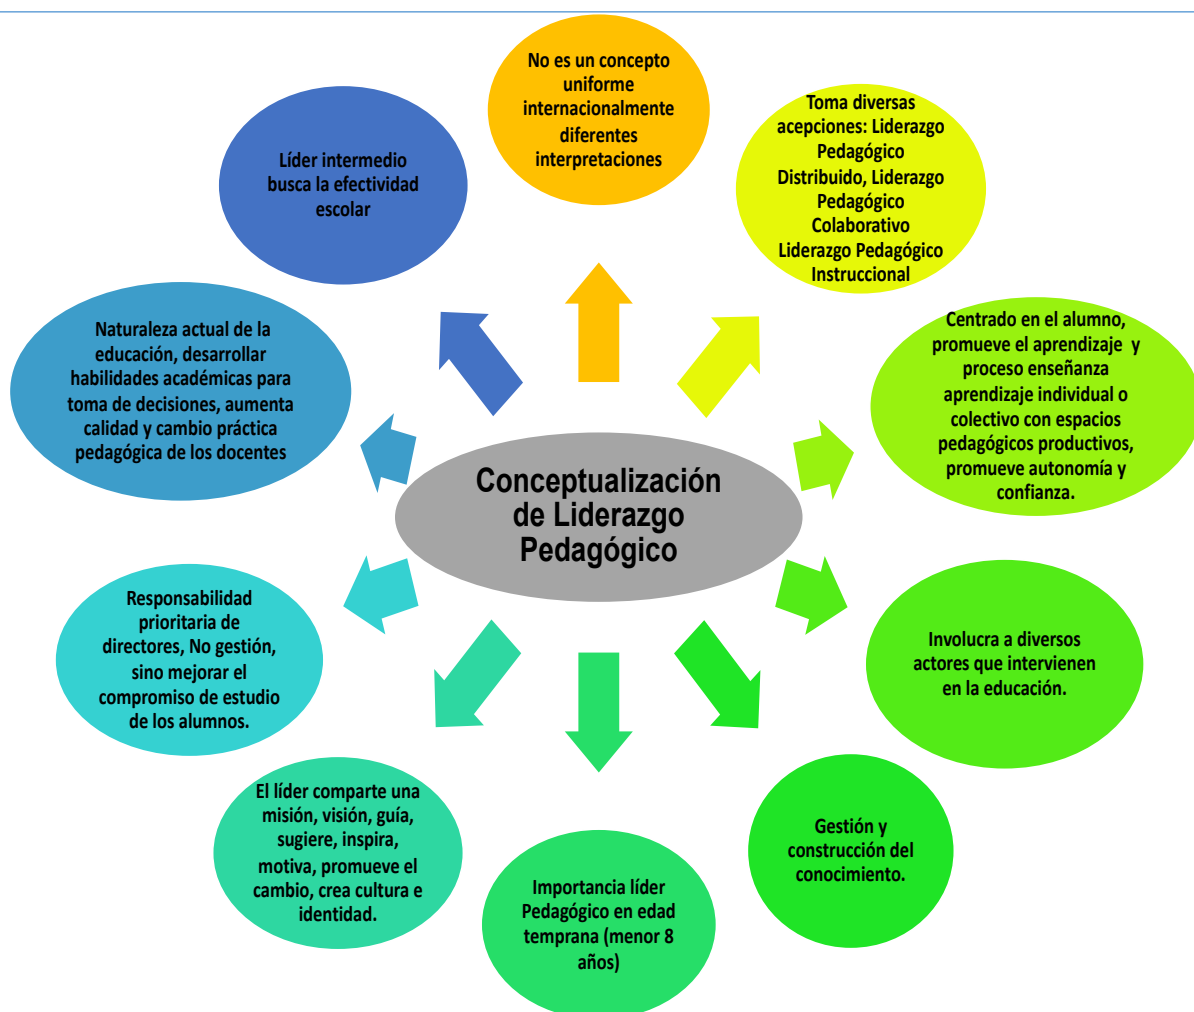 No es un concepto
uniforme
internacionalmente
diferentes
interpretaciones
Toma diversas
acepciones: Liderazgo
Pedagógico
Distribuido, Liderazgo
Pedagógico
Colaborativo
Liderazgo Pedagógico
Instruccional
Centrado en el alumno,
promueve el aprendizaje y
proceso enseñanza
aprendizaje individual o
colectivo con espacios
pedagógicos productivos,
promueve autonomía y
confianza.
Involucra a diversos
actores que intervienen
en la educación.
Gestión y
construcción del
conocimiento.
Importancia líder
Pedagógico en edad
temprana (menor 8
años)
El líder comparte una
misión, visión, guía,
sugiere, inspira,
motiva, promueve el
cambio, crea cultura e
identidad.
Responsabilidad
prioritaria de
directores, No gestión,
sino mejorar el
compromiso de estudio
de los alumnos.
Naturaleza actual de la
educación, desarrollar
habilidades académicas para
toma de decisiones, aumenta
calidad y cambio práctica
pedagógica de los docentes
Líder intermedio
busca la efectividad
escolar
Conceptualización
de Liderazgo
Pedagógico